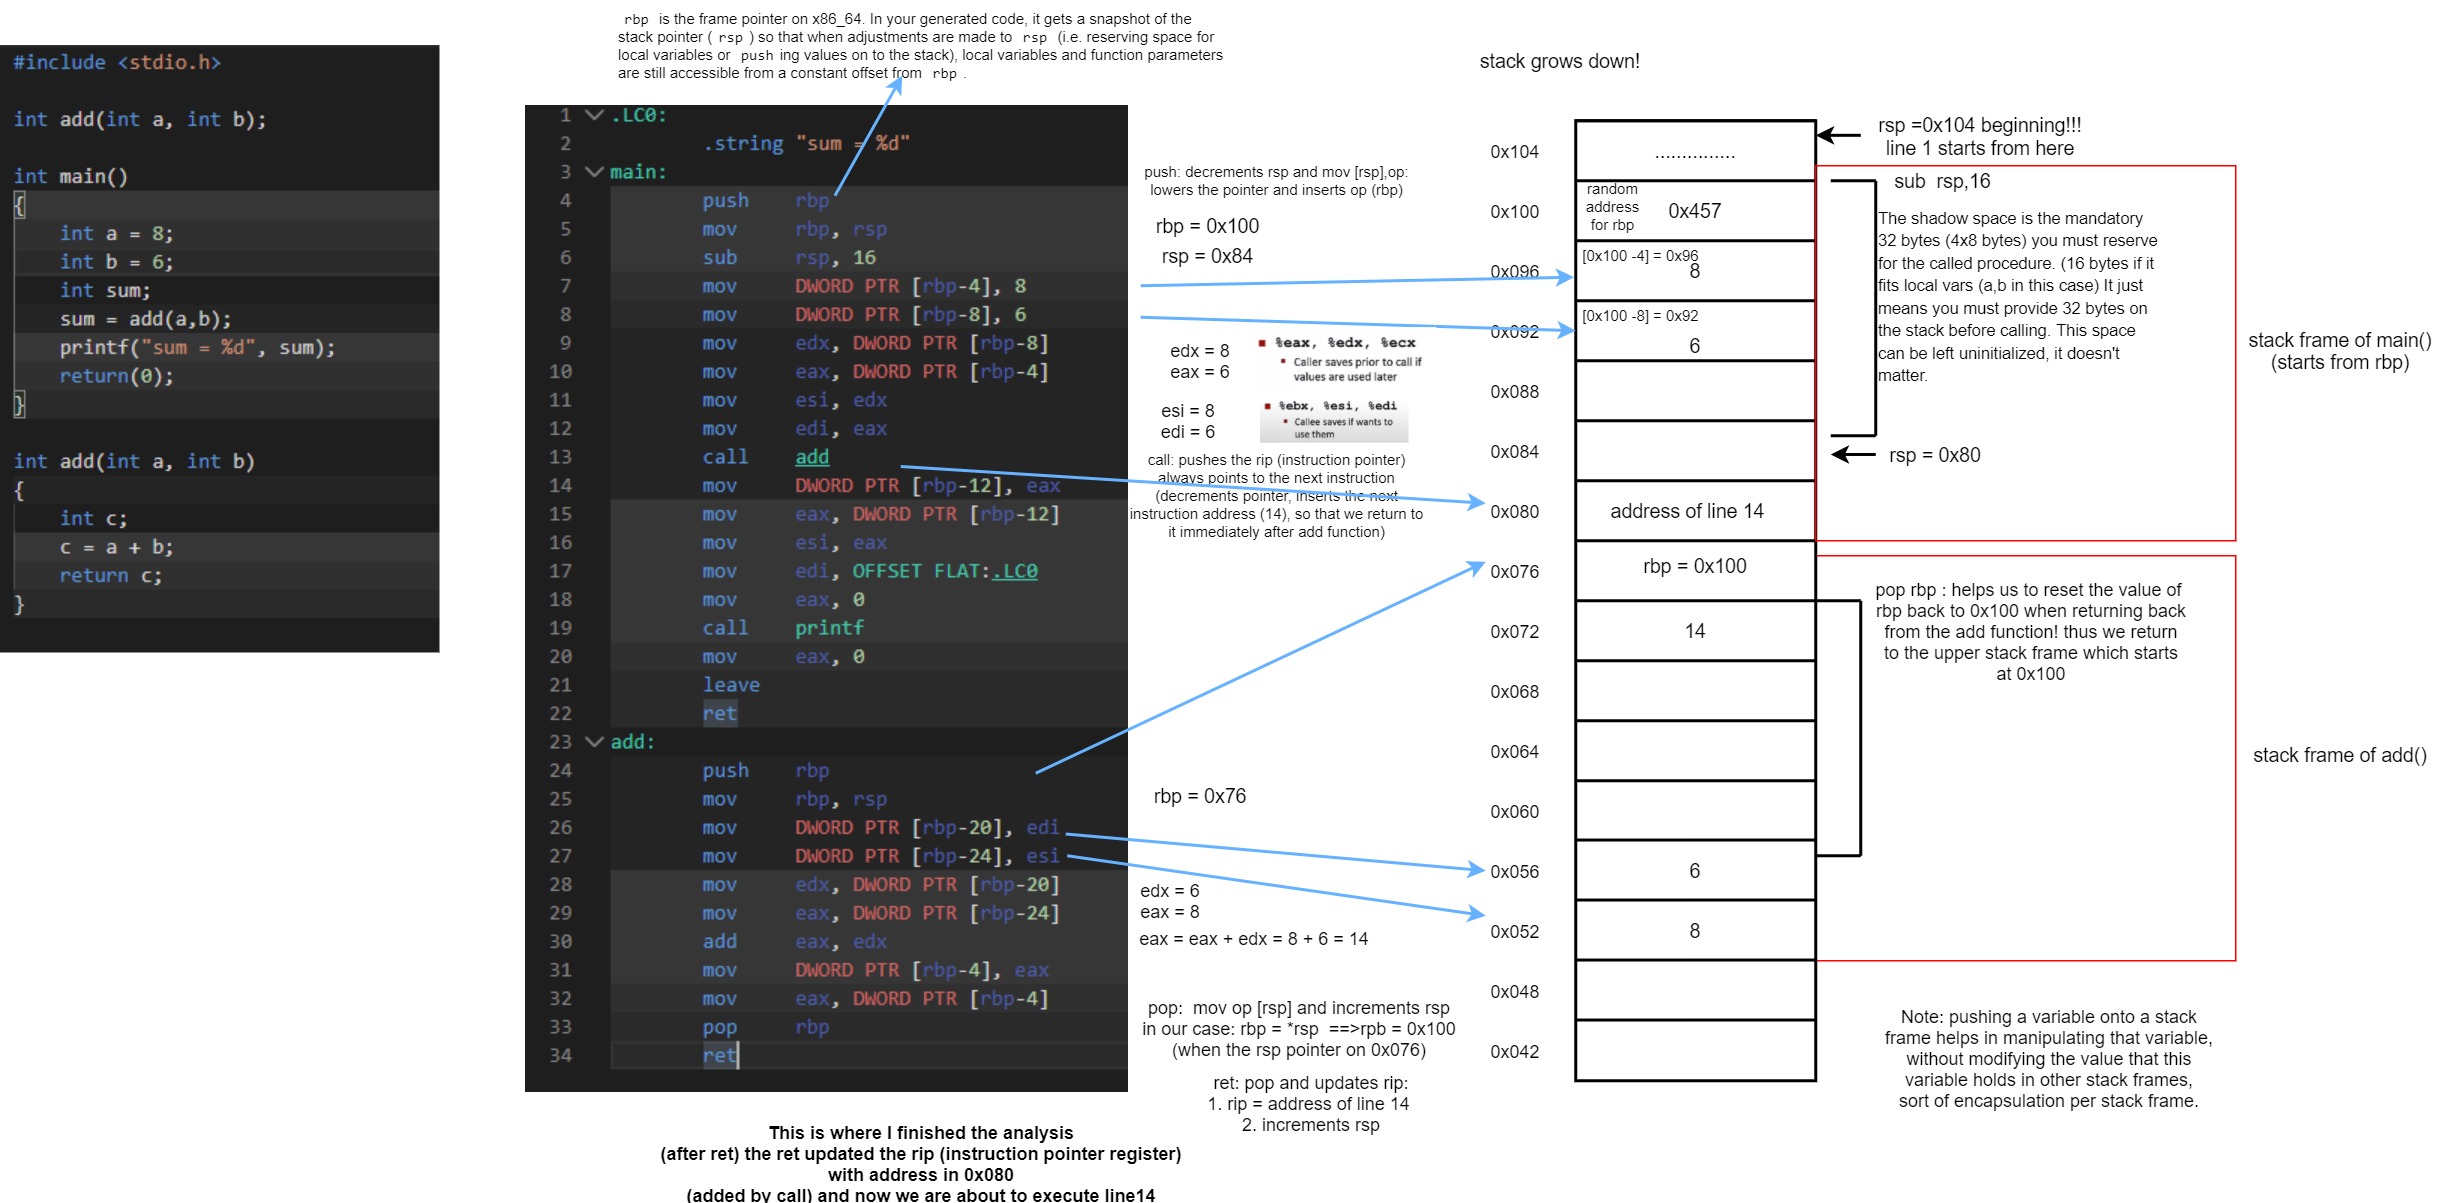 rbp is the frame pointer on x86_64. In your generated code, it gets a snapshot of the
stack pointer ( rsp ) so that when adjustments are made to rsp (i.e. reserving space for
local variables or push ing values on to the stack), local variables and function parameters
are still accessible from a constant offset from rbp .
#include <stdio.h>
int add(int a, int b);
int main()
{
int a = 8;
int b = 6;
int sum;
sum = add(a,b);
printf("sum = %d", sum);
return(0);
}
int add(int a, int b)
{
int c;
c = a + b;
return c;
}
1 .LC0:
2 .string "sum = %d"
3 main:
4 push rbp
5 mov rbp, rsp
6 sub rsp, 16
7 mov DWORD PTR [rbp-4], 8
8 mov DWORD PTR [rbp-8], 6
9 mov edx, DWORD PTR [rbp-8]
10 mov eax, DWORD PTR [rbp-4]
11 mov esi, edx
12 mov edi, eax
13 call add
14 mov DWORD PTR [rbp-12], eax
15 mov eax, DWORD PTR [rbp-12]
16 mov esi, eax
17 mov edi, OFFSET FLAT:.LC0
18 mov eax, 0
19 call printf
20 mov eax, 0
21 leave
22 ret
23 add:
24 push rbp
25 mov rbp, rsp
26 mov DWORD PTR [rbp-20], edi
27 mov DWORD PTR [rbp-24], esi
28 mov edx, DWORD PTR [rbp-20]
29 mov eax, DWORD PTR [rbp-24]
30 add eax, edx
31 mov DWORD PTR [rbp-4], eax
32 mov eax, DWORD PTR [rbp-4]
33 pop rbp
34 ret
This is where I finished the analysis
(after ret) the ret updated the rip (instruction pointer register)
with address in 0x080
(added by call) and now we are about to execute line14
push: decrements rsp and mov [rsp],op:
lowers the pointer and inserts op (rbp)
rbp = 0x100
rsp = 0x84
edx = 8
eax = 6
%eax, %edx, %ecx
Caller saves prior to call if
values are used later
esi = 8
edi = 6
%ebx, %esi, %edi
Callee saves if wants to
use them
call: pushes the rip (instruction pointer)
always points to the next instruction
(decrements pointer, inserts the next
instruction address (14), so that we return to
it immediately after add function)
rbp = 0x76
edx = 6
eax = 8
eax = eax + edx = 8 + 6 = 14
pop: mov op [rsp] and increments rsp
in our case: rbp = *rsp ==>rpb = 0x100
(when the rsp pointer on 0x076)
ret: pop and updates rip:
1. rip = address of line 14
2. increments rsp
stack grows down!
0x104 ...............
0x100 random
address
for rbp
0x457
0x096 [0x100 -4] = 0x96
8
0x092 [0x100 -8] = 0x92
6
0x088
0x084
0x080 address of line 14
0x076 rbp = 0x100
0x072 14
0x068
0x064
0x060
0x056 6
0x052 8
0x048
0x042
rsp =0x104 beginning!!!
line 1 starts from here
sub rsp,16
The shadow space is the mandatory
32 bytes (4x8 bytes) you must reserve
for the called procedure. (16 bytes if it
fits local vars (a,b in this case) It just
means you must provide 32 bytes on
the stack before calling. This space
can be left uninitialized, it doesn't
matter.
rsp = 0x80
stack frame of main()
(starts from rbp)
pop rbp : helps us to reset the value of
rbp back to 0x100 when returning back
from the add function! thus we return
to the upper stack frame which starts
at 0x100
stack frame of add()
Note: pushing a variable onto a stack
frame helps in manipulating that variable,
without modifying the value that this
variable holds in other stack frames,
sort of encapsulation per stack frame.